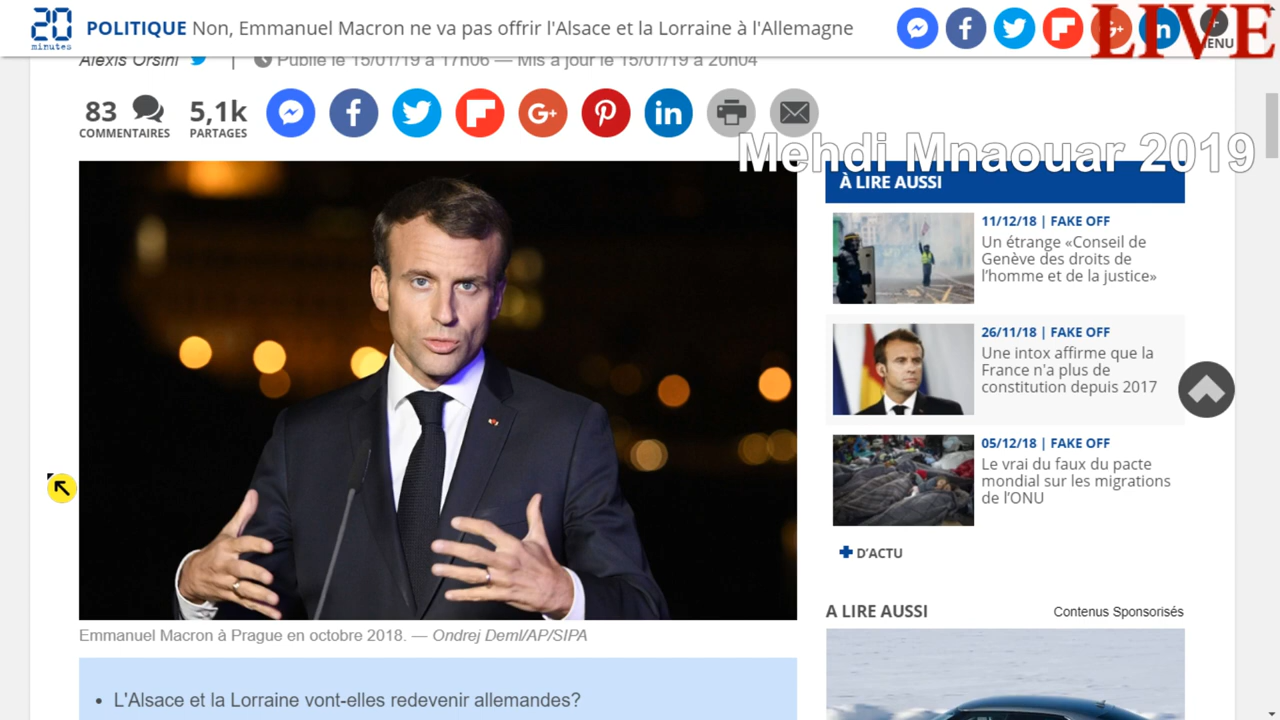 20 minutes
POLITIQUE Non, Emmanuel Macron ne va pas offrir l'Alsace et la Lorraine à l'Allemagne
LIVE
MENU
Alexis Orsini | Publié le 15/01/19 à 17h06 — Mis à jour le 15/01/19 à 20h04
83
COMMENTAIRES
5,1k
PARTAGES
Mehdi Mnaouar 2019
À LIRE AUSSI
11/12/18 | FAKE OFF
Un étrange «Conseil de
Genève des droits de
l'homme et de la justice»
26/11/18 | FAKE OFF
Une intox affirme que la
France n'a plus de
constitution depuis 2017
05/12/18 | FAKE OFF
Le vrai du faux du pacte
mondial sur les migrations
de l'ONU
D'ACTU
A LIRE AUSSI
Contenus Sponsorisés
Emmanuel Macron à Prague en octobre 2018. — Ondrej Deml/AP/SIPA
• L'Alsace et la Lorraine vont-elles redevenir allemandes?